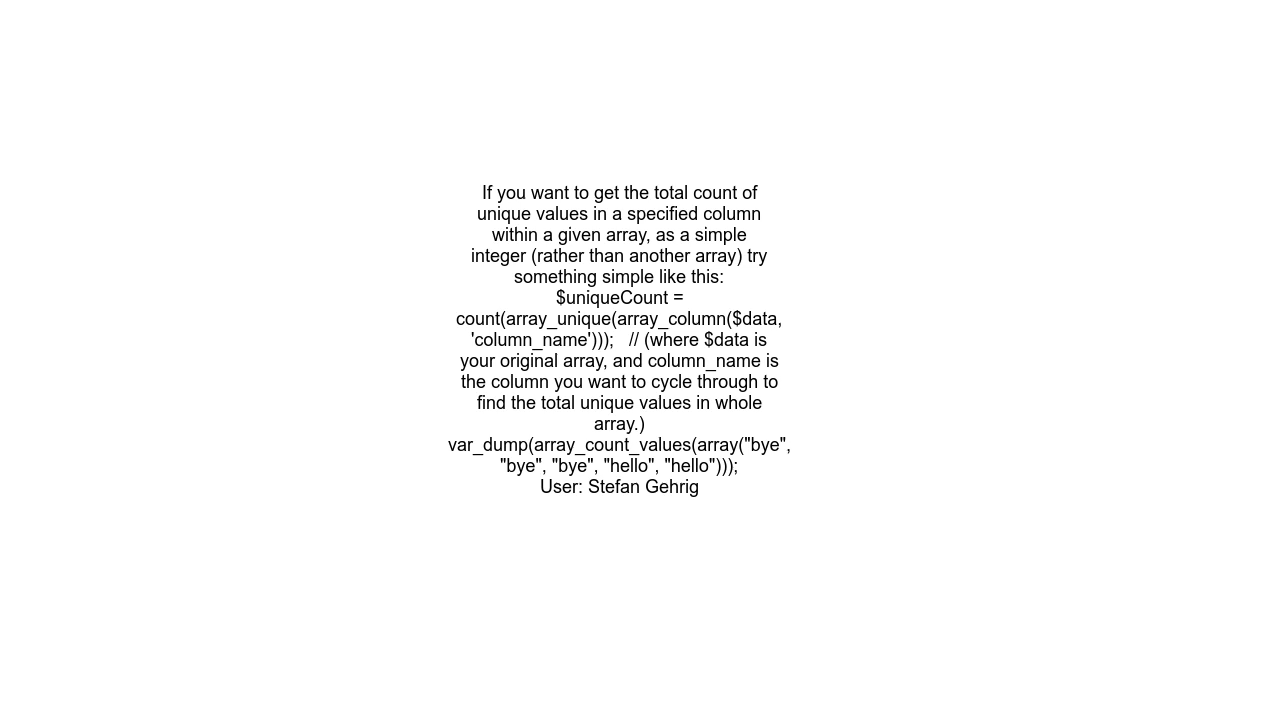 If you want to get the total count of
unique values in a specified column
within a given array, as a simple
integer (rather than another array) try
something simple like this:
$uniqueCount =
count(array_unique(array_column($data,
'column_name')));   // (where $data is
your original array, and column_name is
the column you want to cycle through to
find the total unique values in whole
array.)
var_dump(array_count_values(array("bye",
"bye", "bye", "hello", "hello")));
User: Stefan Gehrig